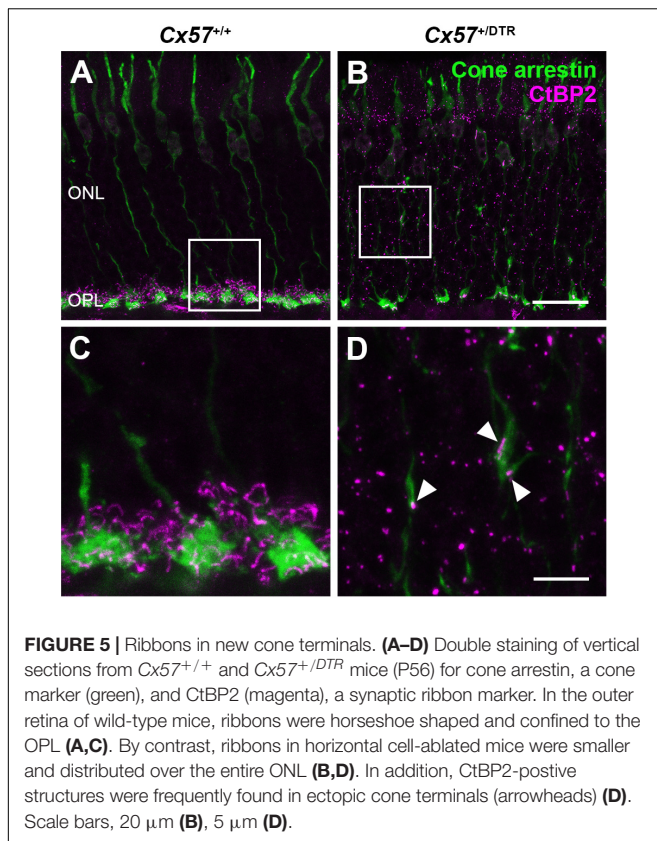 Cx57+/+
Cx57+/DTR
A
B
Cone arrestin
CtBP2
ONL
OPL
C
D
FIGURE 5 | Ribbons in new cone terminals. (A–D) Double staining of vertical
sections from Cx57+/+ and Cx57+/DTR mice (P56) for cone arrestin, a cone
marker (green), and CtBP2 (magenta), a synaptic ribbon marker. In the outer
retina of wild-type mice, ribbons were horseshoe shaped and confined to the
OPL (A,C). By contrast, ribbons in horizontal cell-ablated mice were smaller
and distributed over the entire ONL (B,D). In addition, CtBP2-postive
structures were frequently found in ectopic cone terminals (arrowheads) (D).
Scale bars, 20 μm (B), 5 μm (D).